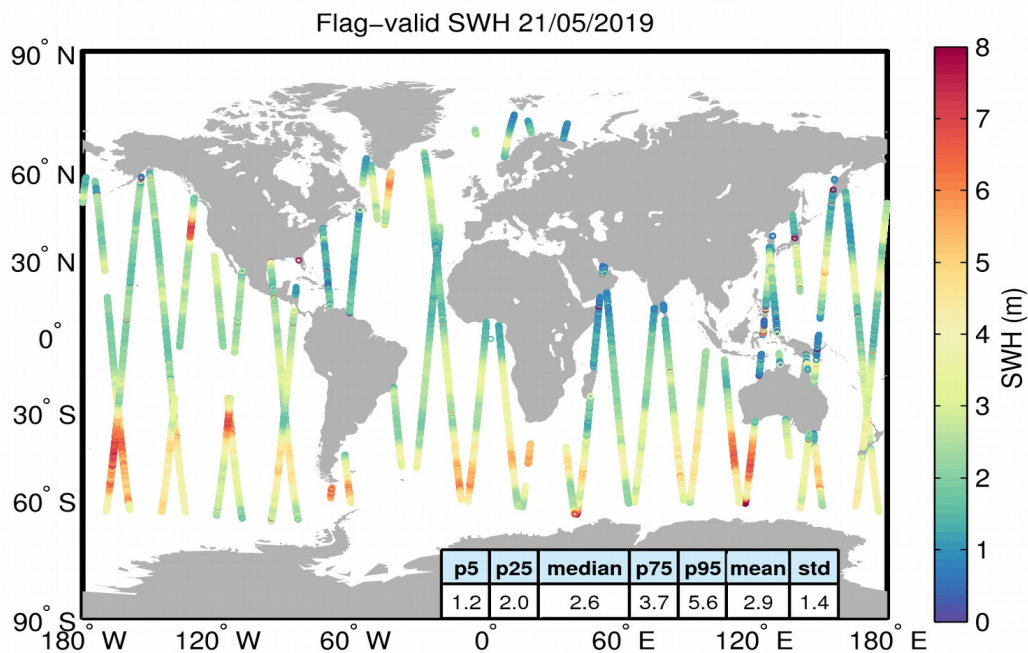 Flag−valid SWH 21/05/2019
90° N
60° N
30° N
0°
30° S
60° S
90° S
180° W
120° W
60° W
0°
60° E
120° E
180° E
p5 p25 median p75 p95 mean std
1.2 2.0 2.6 3.7 5.6 2.9 1.4
8
7
6
5
4
3
2
1
0
SWH (m)